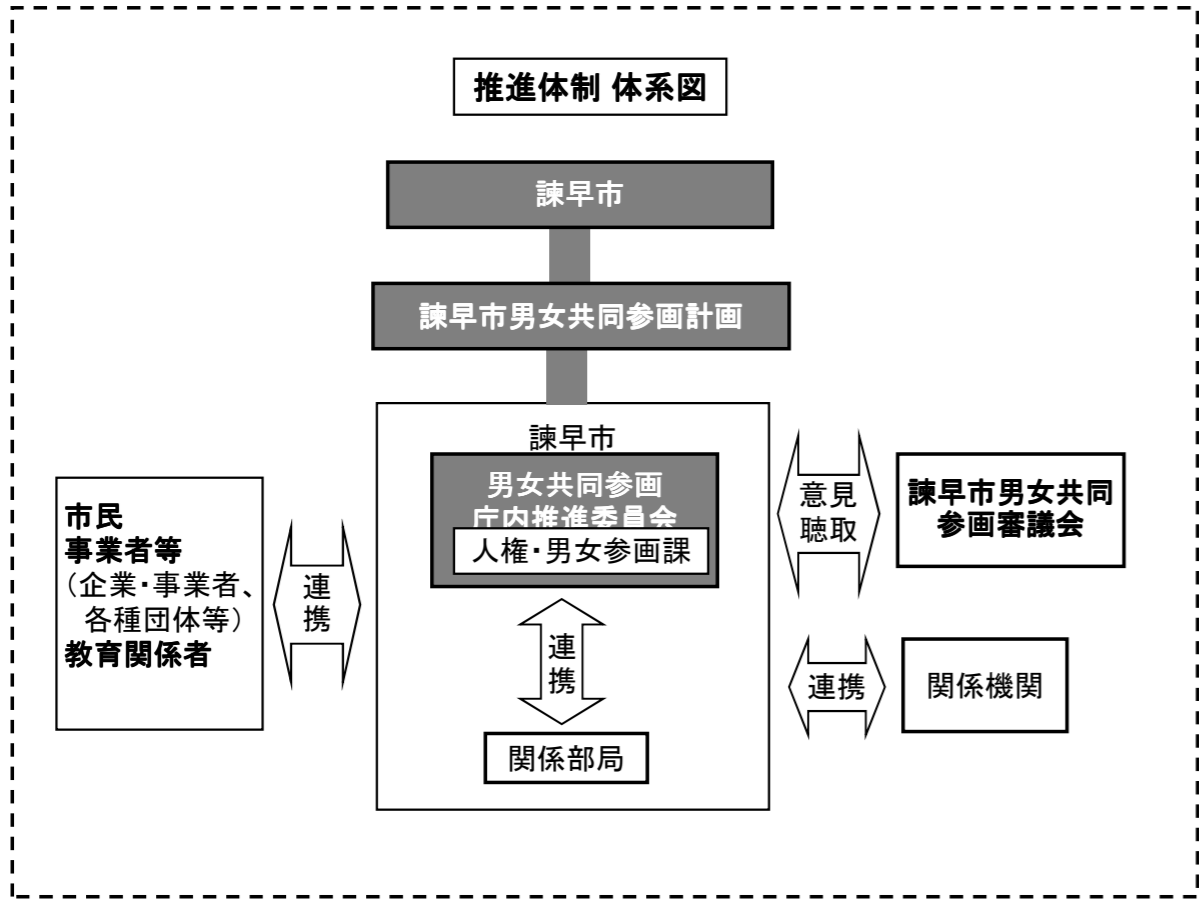 推進体制 体系図
諫早市
諫早市男女共同参画計画
諫早市
男女共同参画
庁内推進委員会
人権・男女参画課
連
携
関係部局
市民
事業者等
（企業・事業者、
各種団体等）
教育関係者
連
携
意見
聴取
諫早市男女共同
参画審議会
連携
関係機関